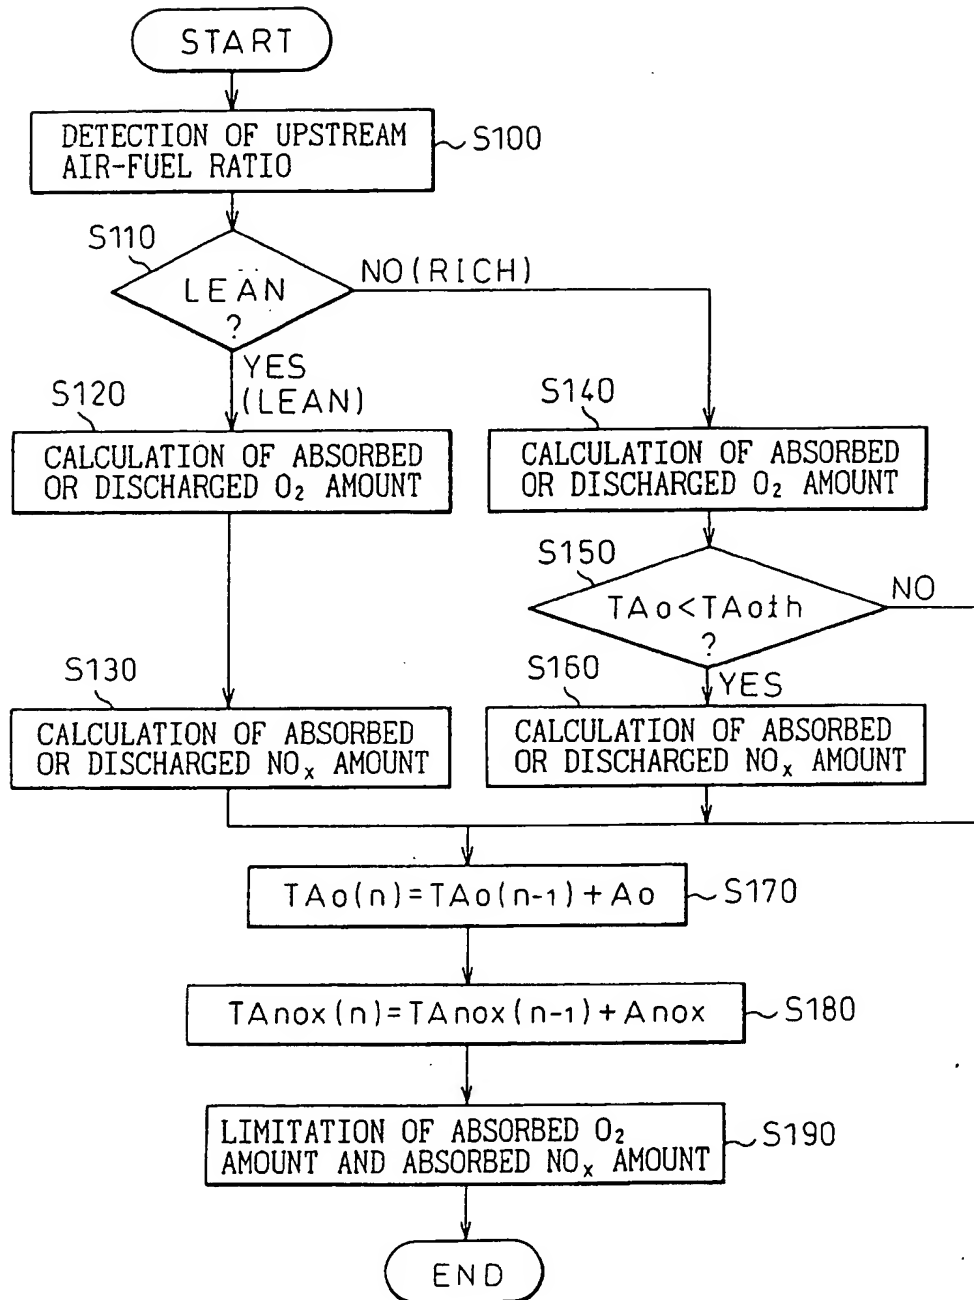 START
DETECTION OF UPSTREAM
AIR-FUEL RATIO
S100
S110
LEAN
?
NO(RICH)
YES
(LEAN)
S120
CALCULATION OF ABSORBED
OR DISCHARGED O₂ AMOUNT
S140
CALCULATION OF ABSORBED
OR DISCHARGED O₂ AMOUNT
S150
TAo<TAoth
?
NO
YES
S130
CALCULATION OF ABSORBED
OR DISCHARGED NOₓ AMOUNT
S160
CALCULATION OF ABSORBED
OR DISCHARGED NOₓ AMOUNT
TAo(n)=TAo(n-1)+Ao
S170
TAnox(n)=TAnox(n-1)+Anox
S180
LIMITATION OF ABSORBED O₂
AMOUNT AND ABSORBED NOₓ AMOUNT
S190
END